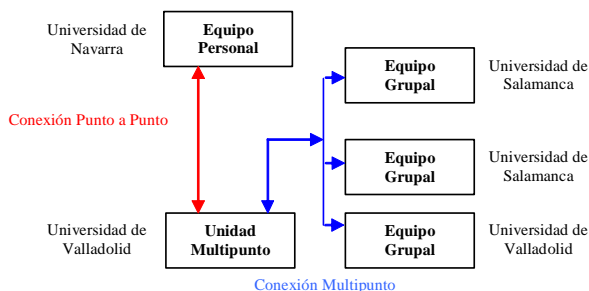 Universidad de
Navarra
Equipo
Personal
Equipo
Grupal
Universidad de
Salamanca
Conexión Punto a Punto
Equipo
Grupal
Universidad de
Salamanca
Universidad de
Valladolid
Unidad
Multipunto
Equipo
Grupal
Universidad de
Valladolid
Conexión Multipunto